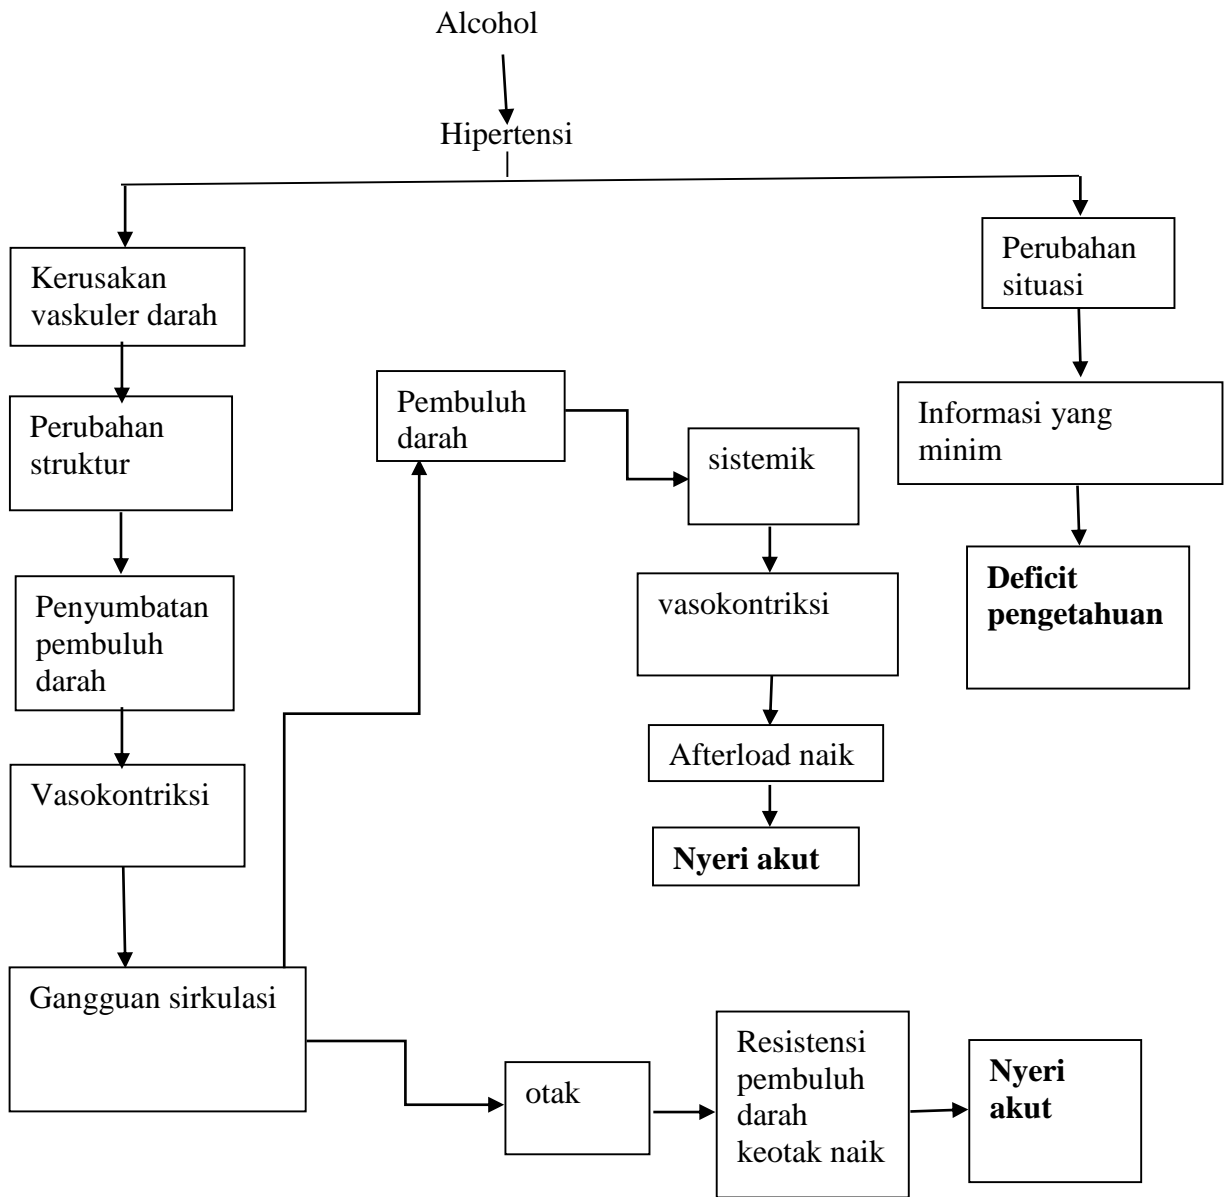 Alcohol
Hipertensi
Kerusakan
vaskuler darah
Perubahan
situasi
Perubahan
struktur
Pembuluh
darah
sistemik
Informasi yang
minim
Penyumbatan
pembuluh
darah
vasokontriksi
Deficit
pengetahuan
Vasokontriksi
Afterload naik
Nyeri akut
Gangguan sirkulasi
otak
Resistensi
pembuluh
darah
keotak naik
Nyeri
akut